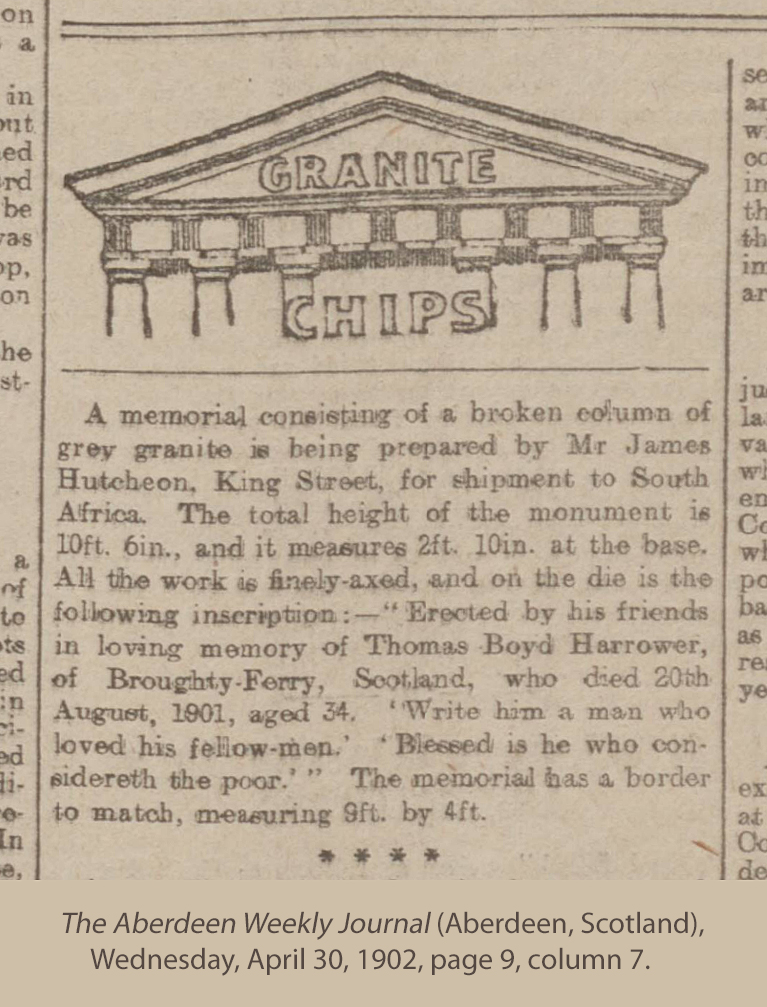 GRANITE
CHIPS
A memorial consisting of a broken column of
grey granite is being prepared by Mr James
Hutcheon, King Street, for shipment to South
Africa. The total height of the monument is
10ft. 6in., and it measures 2ft. 10in. at the base.
All the work is finely-axed, and on the die is the
following inscription:—"Erected by his friends
in loving memory of Thomas Boyd Harrower,
of Broughty-Ferry, Scotland, who died 20th
August, 1901, aged 34. 'Write him a man who
loved his fellow-men.' 'Blessed is he who con-
sidereth the poor.'" The memorial has a border
to match, measuring 9ft. by 4ft.
* * * *
The Aberdeen Weekly Journal (Aberdeen, Scotland),
Wednesday, April 30, 1902, page 9, column 7.